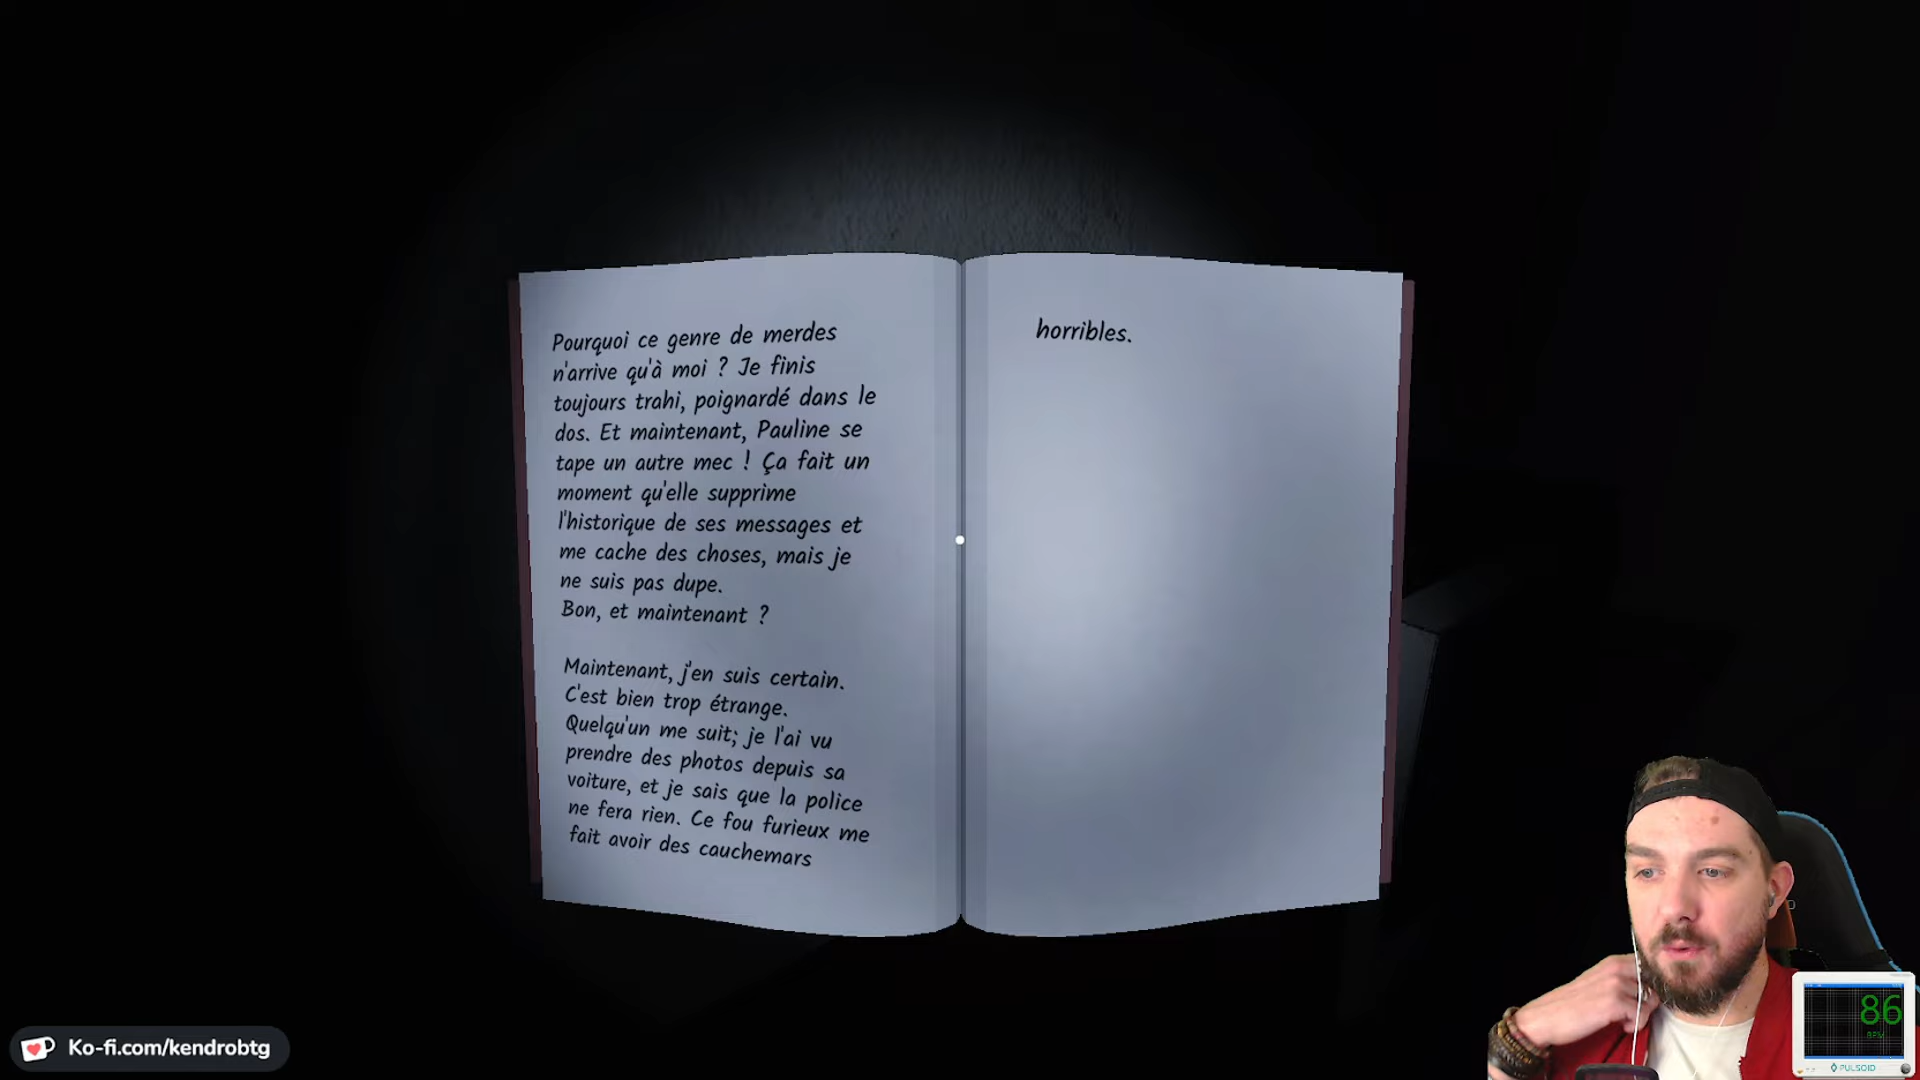 Pourquoi ce genre de merdes
n'arrive qu'à moi ? Je finis
toujours trahi, poignardé dans le
dos. Et maintenant, Pauline se
tape un autre mec ! Ça fait un
moment qu'elle supprime
l'historique de ses messages et
me cache des choses, mais je
ne suis pas dupe.
Bon, et maintenant ?
Maintenant, j'en suis certain.
C'est bien trop étrange.
Quelqu'un me suit; je l'ai vu
prendre des photos depuis sa
voiture, et je sais que la police
ne fera rien. Ce fou furieux me
fait avoir des cauchemars
horribles.
Ko-fi.com/kendrobtg
86
BPM
PULSOID